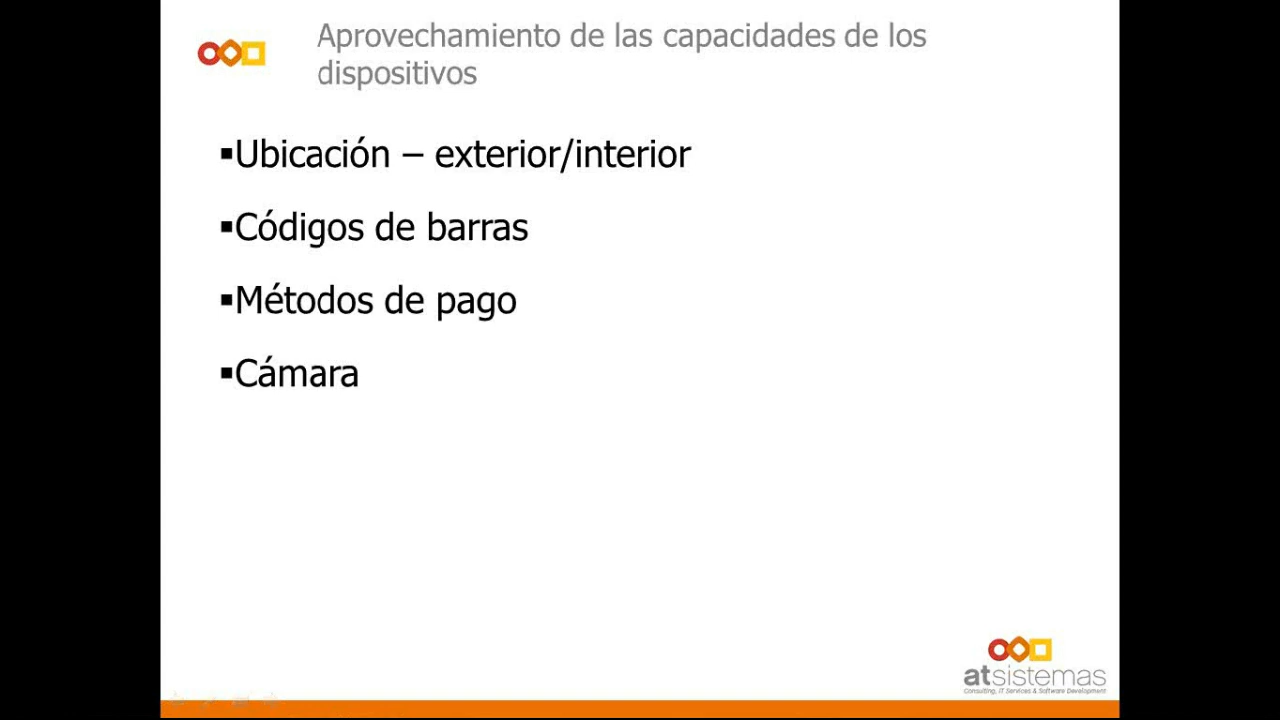 Aprovechamiento de las capacidades de los
dispositivos
▪Ubicación – exterior/interior
▪Códigos de barras
▪Métodos de pago
▪Cámara
atsistemas
Consulting, IT Services & Software Development